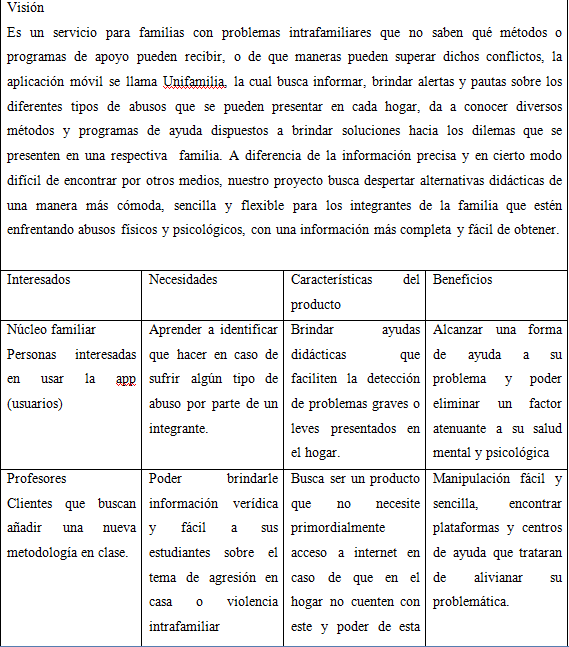 Visión
Es un servicio para familias con problemas intrafamiliares que no saben qué métodos o
programas de apoyo pueden recibir, o de que maneras pueden superar dichos conflictos, la
aplicación móvil se llama Unifamilia, la cual busca informar, brindar alertas y pautas sobre los
diferentes tipos de abusos que se pueden presentar en cada hogar, da a conocer diversos
métodos y programas de ayuda dispuestos a brindar soluciones hacia los dilemas que se
presenten en una respectiva familia. A diferencia de la información precisa y en cierto modo
difícil de encontrar por otros medios, nuestro proyecto busca despertar alternativas didácticas de
una manera más cómoda, sencilla y flexible para los integrantes de la familia que estén
enfrentando abusos físicos y psicológicos, con una información más completa y fácil de obtener.
Interesados
Necesidades
Características del
producto
Beneficios
Núcleo familiar
Personas interesadas
en usar la app
(usuarios)
Aprender a identificar
que hacer en caso de
sufrir algún tipo de
abuso por parte de un
integrante.
Brindar ayudas
didácticas que
faciliten la detección
de problemas graves o
leves presentados en
el hogar.
Alcanzar una forma
de ayuda a su
problema y poder
eliminar un factor
atenuante a su salud
mental y psicológica
Profesores
Clientes que buscan
añadir una nueva
metodología en clase.
Poder brindarle
información verídica
y fácil a sus
estudiantes sobre el
tema de agresión en
casa o violencia
intrafamiliar
Busca ser un producto
que no necesite
primordialmente
acceso a internet en
caso de que en el
hogar no cuenten con
este y poder de esta
Manipulación fácil y
sencilla, encontrar
plataformas y centros
de ayuda que trataran
de alivianar su
problemática.